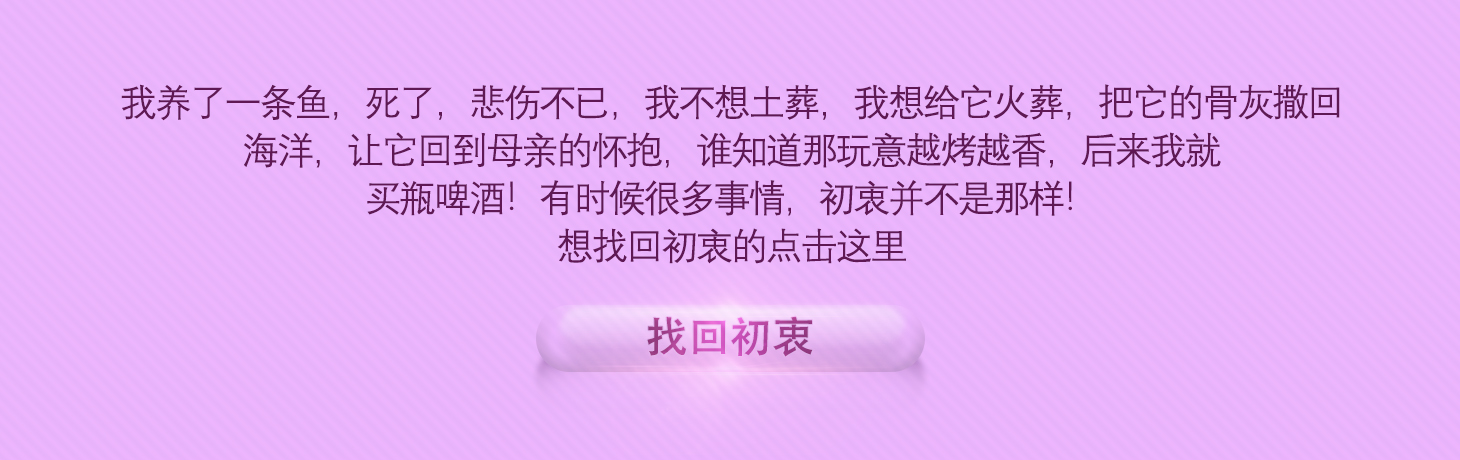 我养了一条鱼，死了，悲伤不已，我不想土葬，我想给它火葬，把它的骨灰撒回
海洋，让它回到母亲的怀抱，谁知道那玩意越烤越香，后来我就
买瓶啤酒！有时候很多事情，初衷并不是那样！
想找回初衷的点击这里
找回初衷